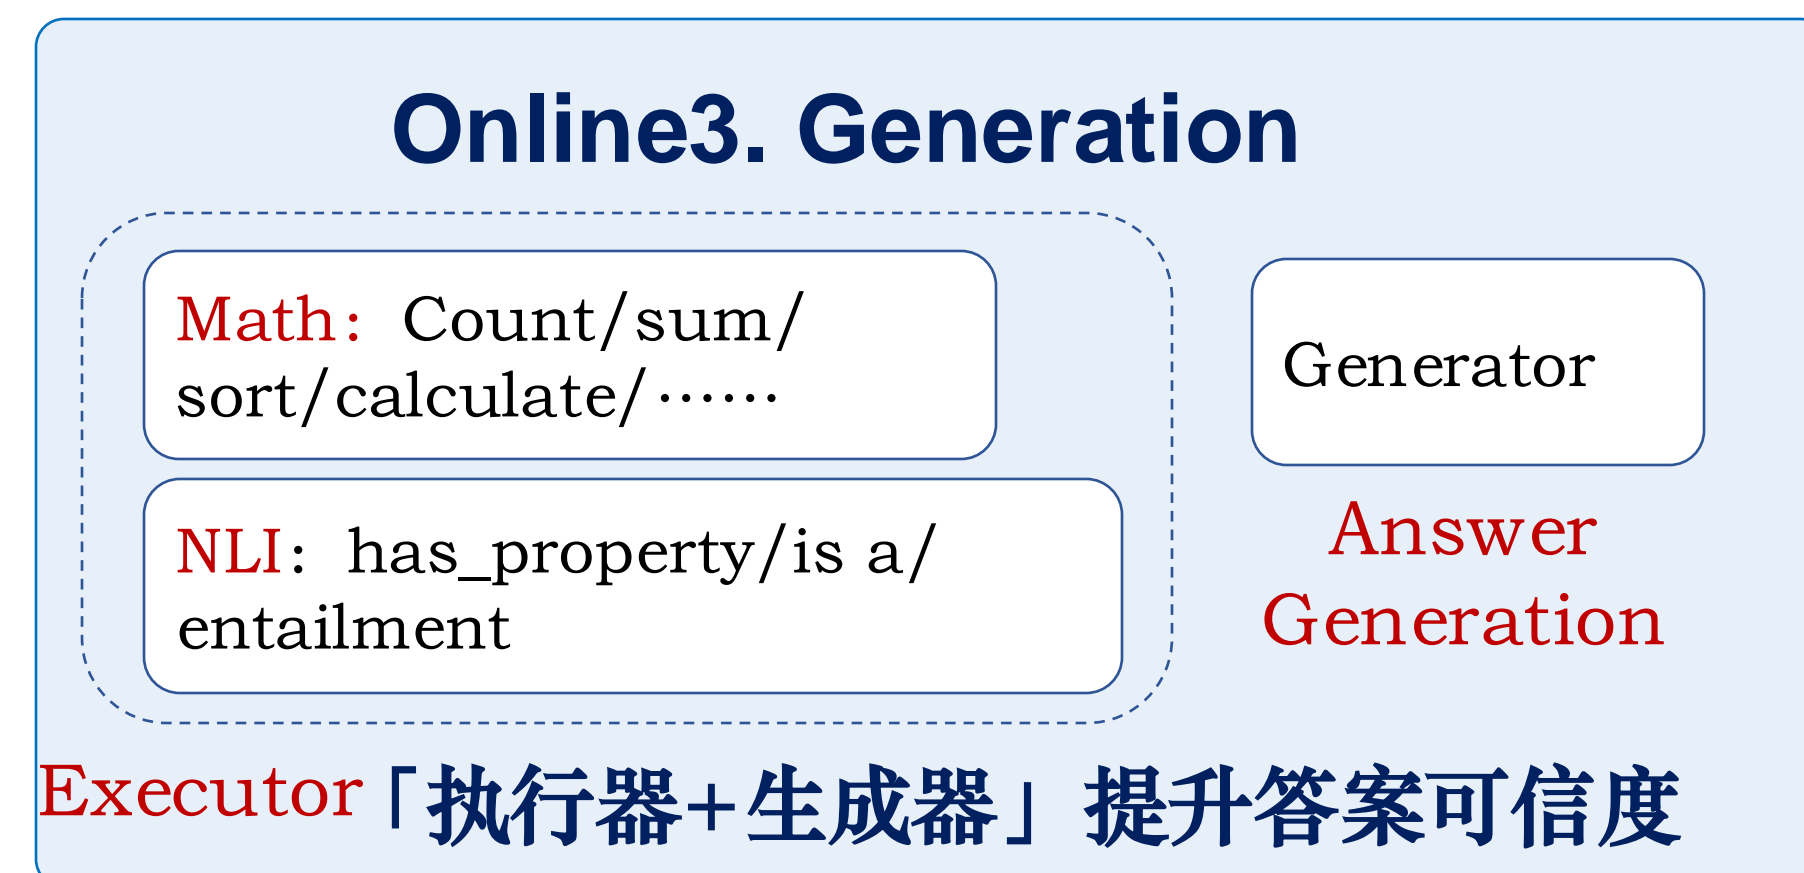 Online3. Generation
Math: Count/sum/
sort/calculate/······
NLI: has_property/is a/
entailment
Generator
Answer
Generation
Executor「执行器+生成器」提升答案可信度